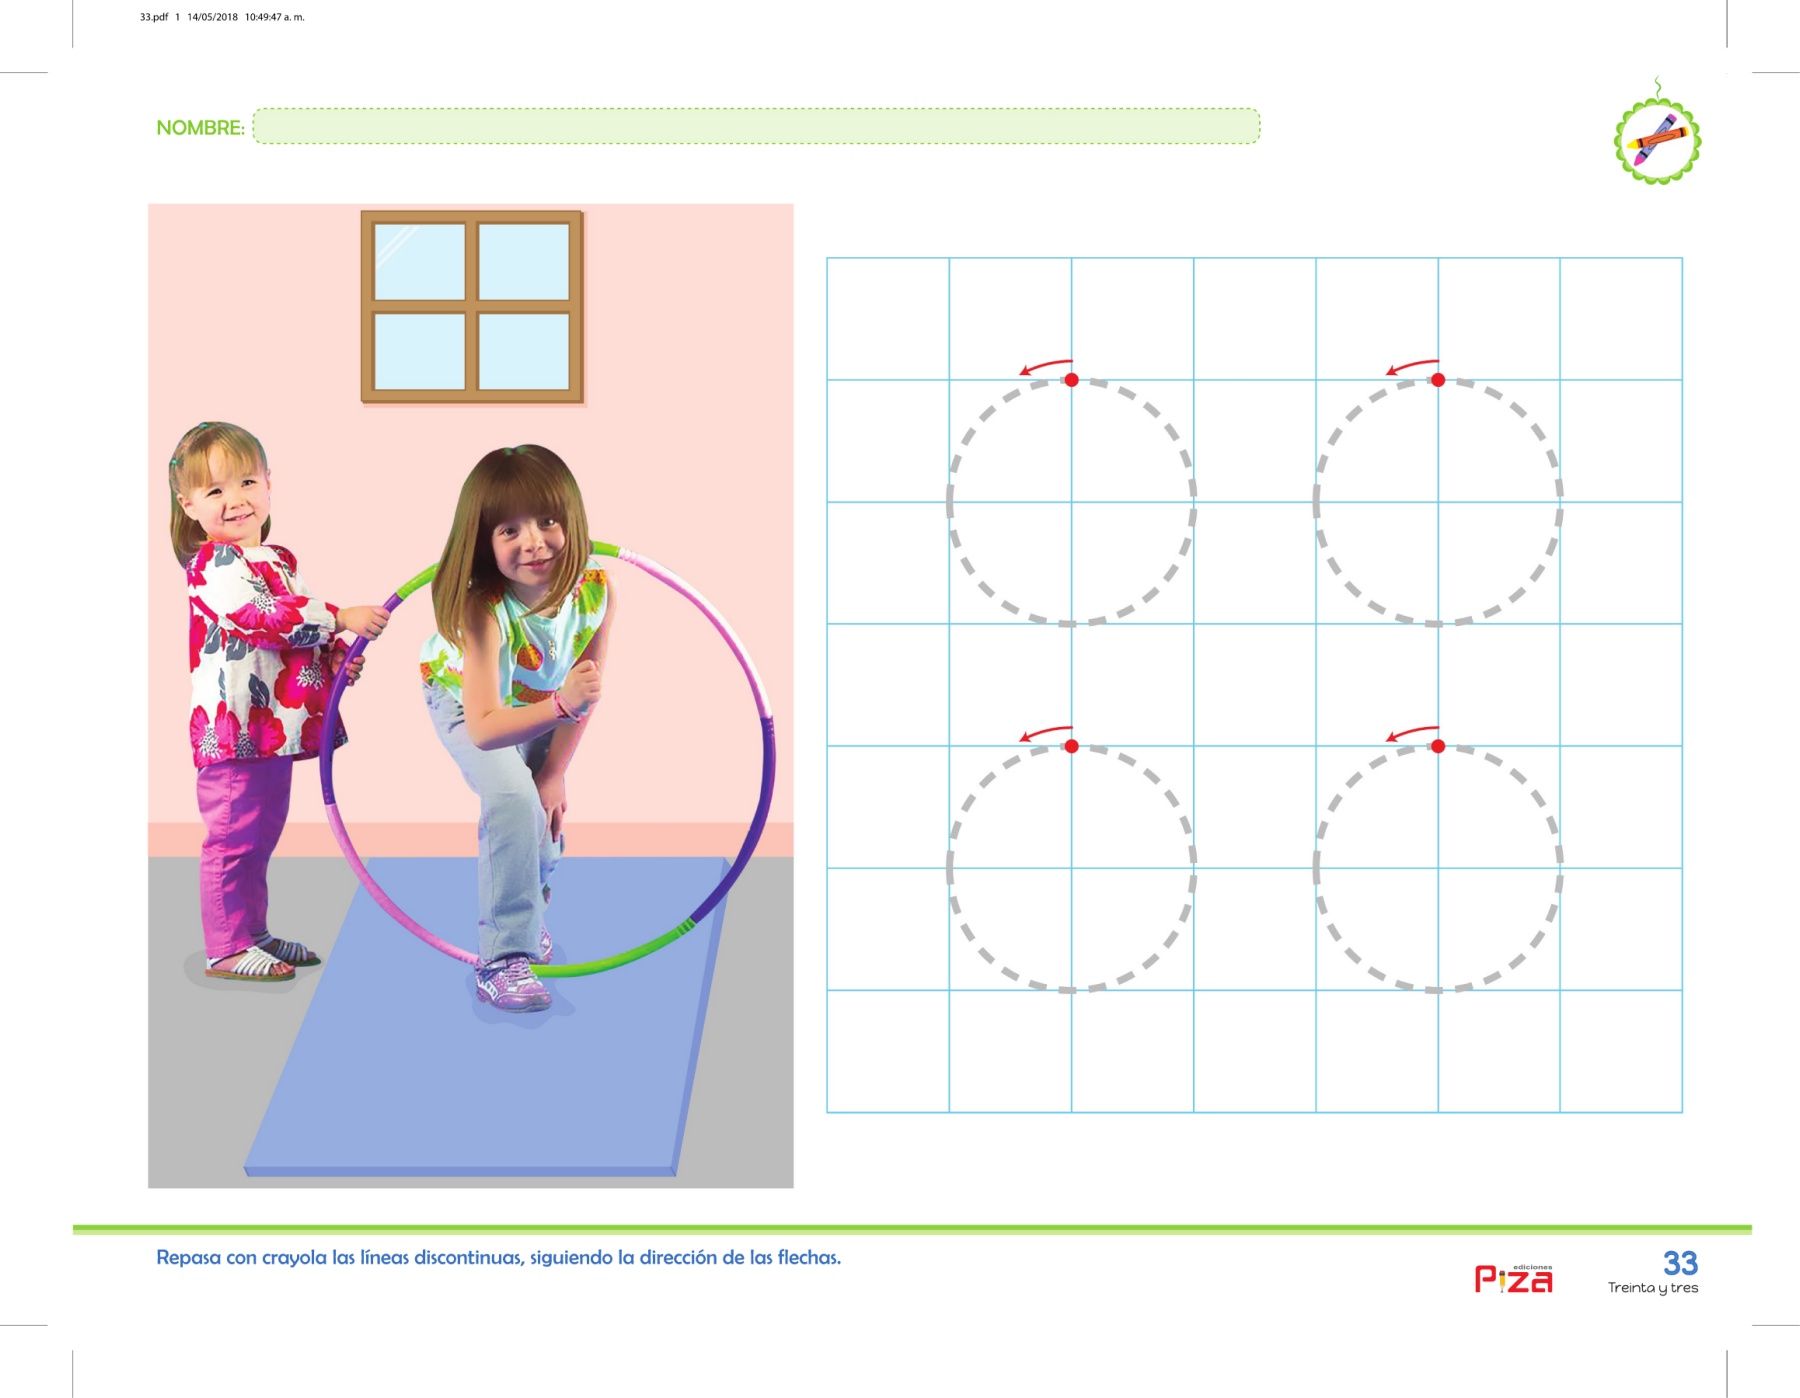 33.pdf 1 14/05/2018 10:49:47 a. m.
NOMBRE:
Repasa con crayola las líneas discontinuas, siguiendo la dirección de las flechas.
ediciones
Piza
33
Treinta y tres